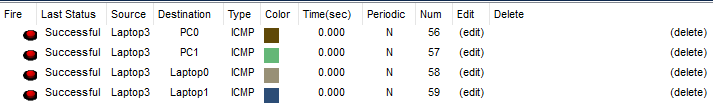 Fire Last Status Source Destination Type Color Time(sec) Periodic Num Edit Delete
Successful Laptop3 PC0 ICMP 0.000 N 56 (edit) (delete)
Successful Laptop3 PC1 ICMP 0.000 N 57 (edit) (delete)
Successful Laptop3 Laptop0 ICMP 0.000 N 58 (edit) (delete)
Successful Laptop3 Laptop1 ICMP 0.000 N 59 (edit) (delete)